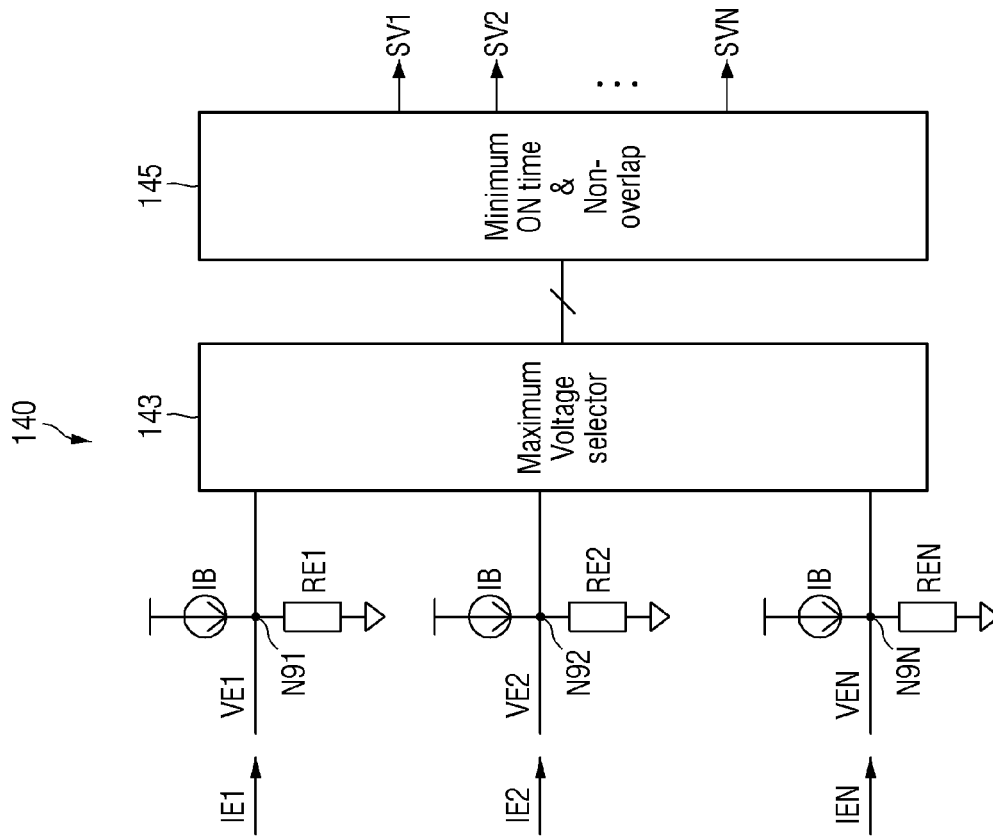 140
143
145
IB
RE1
VE1
N91
IE1
IB
RE2
VE2
N92
IE2
IB
REN
VEN
N9N
IEN
Maximum
Voltage
selector
Minimum
ON time
&
Non-
overlap
SV1
SV2
...
SVN